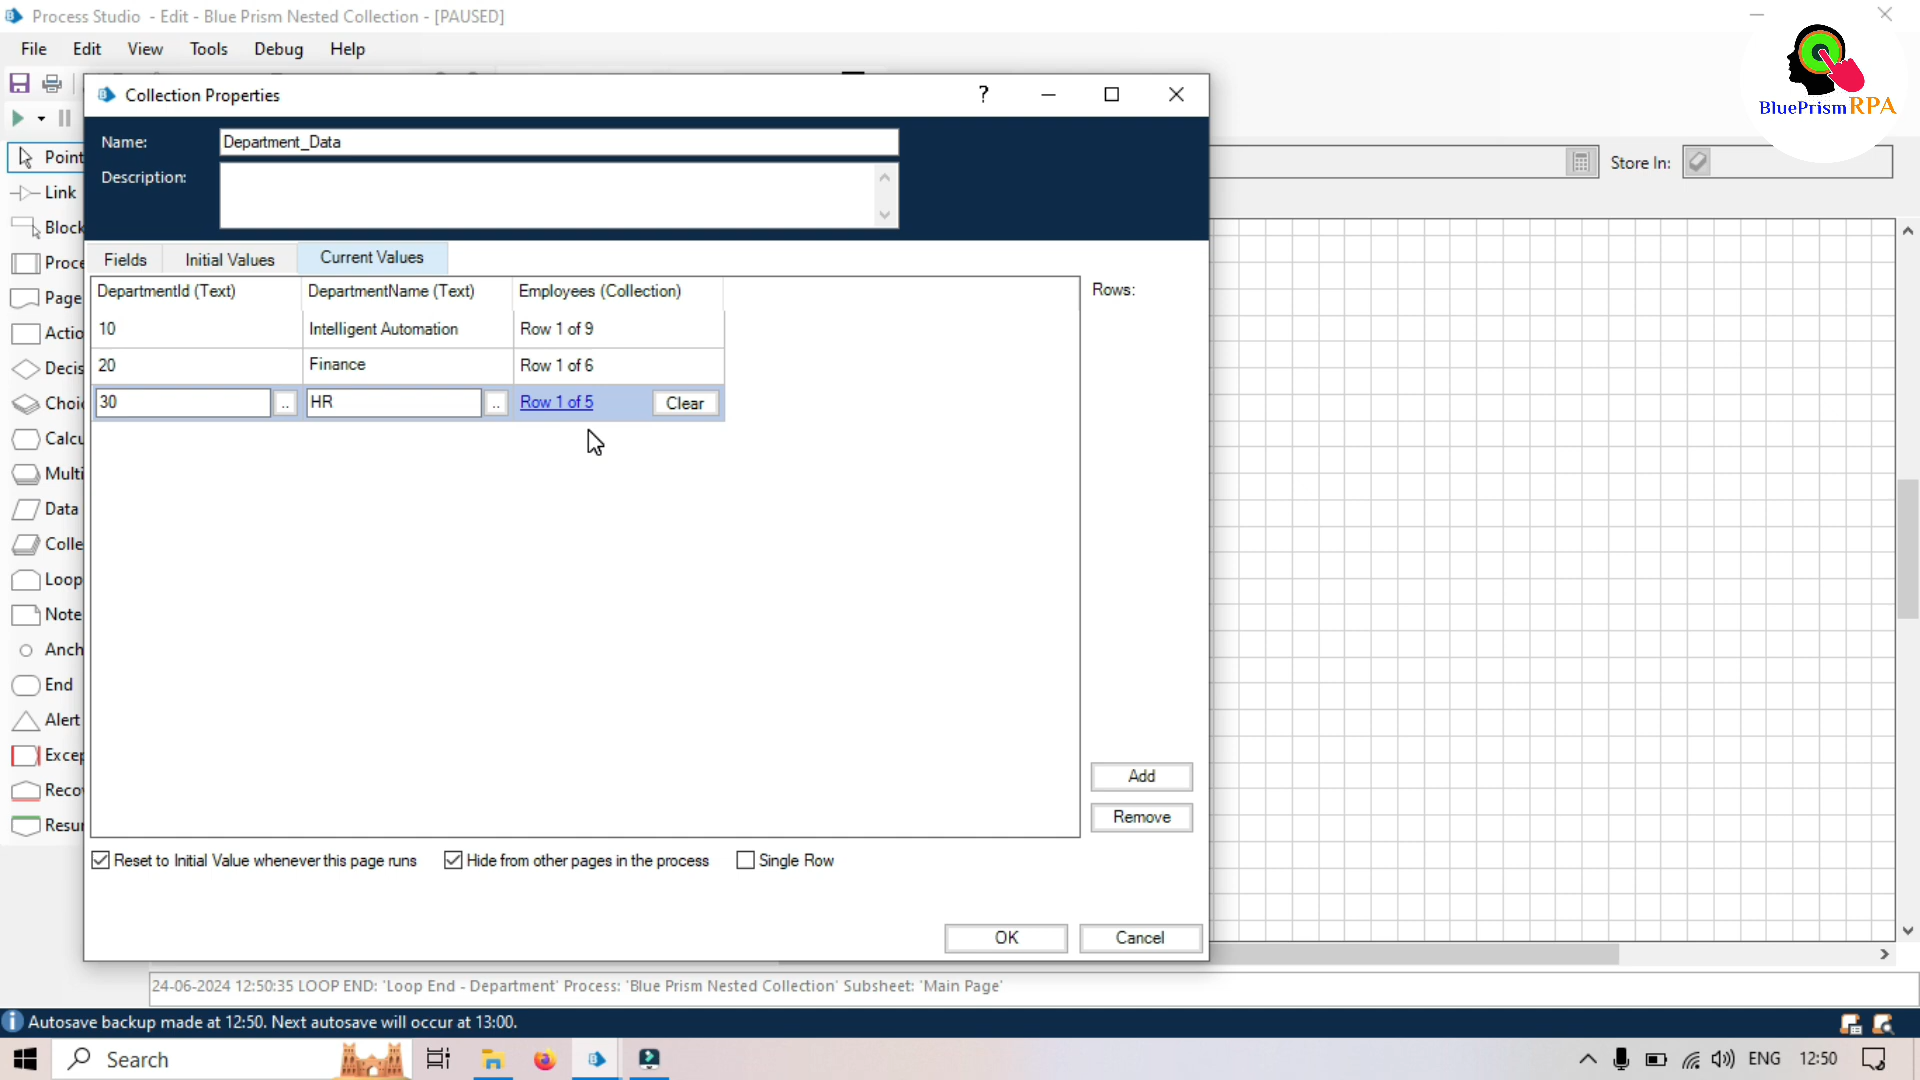 Process Studio - Edit - Blue Prism Nested Collection - [PAUSED]
File Edit View Tools Debug Help
BluePrism RPA
Collection Properties
?
Name: Department_Data
Description:
Store In:
Point
Link
Block
Proce
Page
Actio
Decis
Choi
Calcu
Multi
Data
Colle
Loop
Note
Anch
End
Alert
Excep
Reco
Resu
Fields Initial Values Current Values
DepartmentId (Text) DepartmentName (Text) Employees (Collection) Rows:
10 Intelligent Automation Row 1 of 9
20 Finance Row 1 of 6
30 .. HR .. Row 1 of 5 Clear
Add
Remove
Reset to Initial Value whenever this page runs Hide from other pages in the process Single Row
OK Cancel
24-06-2024 12:50:35 LOOP END: 'Loop End - Department' Process: 'Blue Prism Nested Collection' Subsheet: 'Main Page'
Autosave backup made at 12:50. Next autosave will occur at 13:00.
Search ENG 12:50